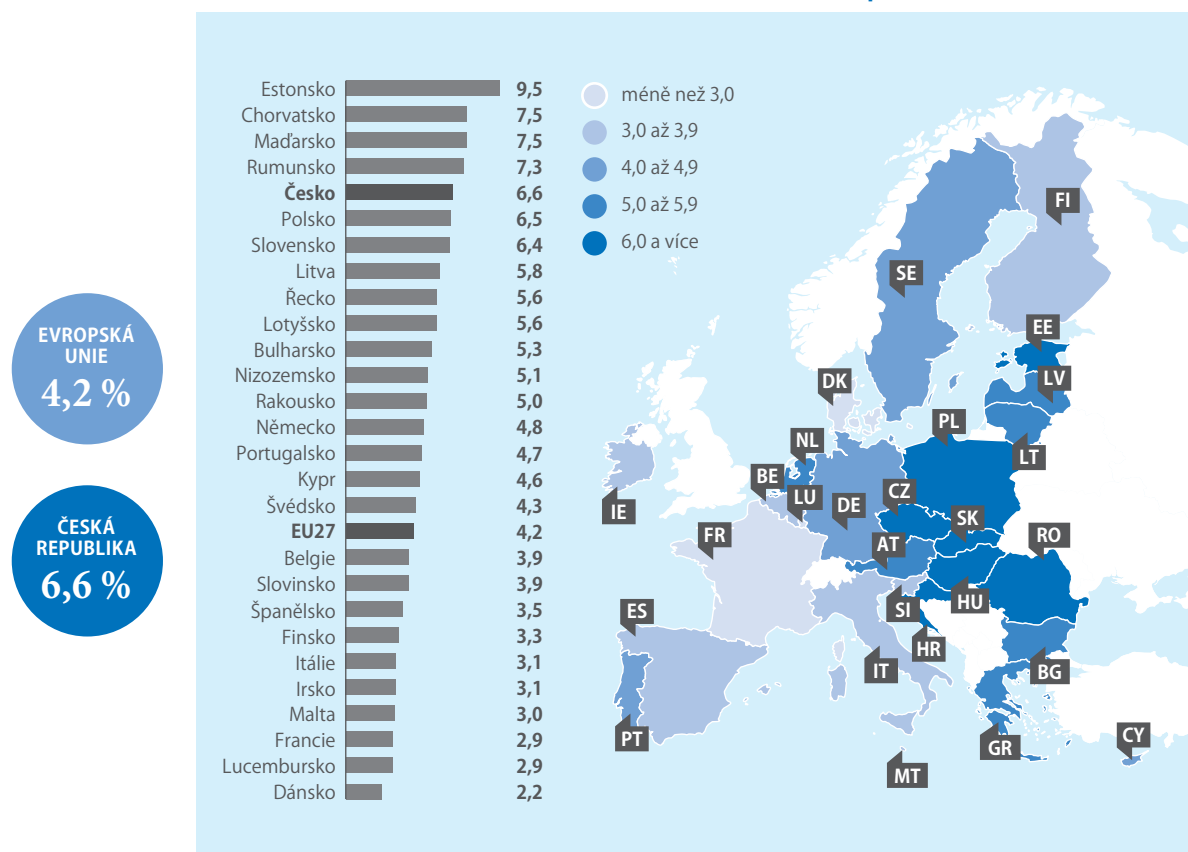 Estonsko 9,5
Chorvatsko 7,5
Maďarsko 7,5
Rumunsko 7,3
Česko 6,6
Polsko 6,5
Slovensko 6,4
Litva 5,8
Řecko 5,6
Lotyšsko 5,6
Bulharsko 5,3
Nizozemsko 5,1
Rakousko 5,0
Německo 4,8
Portugalsko 4,7
Kypr 4,6
Švédsko 4,3
EU27 4,2
Belgie 3,9
Slovinsko 3,9
Španělsko 3,5
Finsko 3,3
Itálie 3,1
Irsko 3,1
Malta 3,0
Francie 2,9
Lucembursko 2,9
Dánsko 2,2
méně než 3,0
3,0 až 3,9
4,0 až 4,9
5,0 až 5,9
6,0 a více
EVROPSKÁ
UNIE
4,2 %
ČESKÁ
REPUBLIKA
6,6 %
FI
SE
EE
LV
DK
PL
NL
LT
BE
LU
CZ
IE
DE
SK
FR
AT
RO
ES
SI
HU
HR
IT
BG
PT
GR
CY
MT